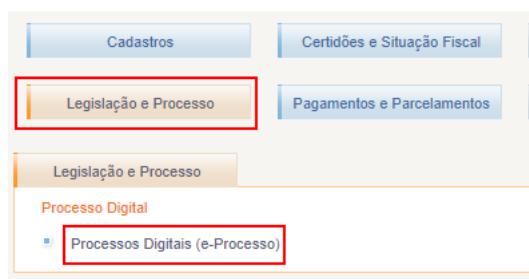 Cadastros
Certidões e Situação Fiscal
Legislação e Processo
Pagamentos e Parcelamentos
Legislação e Processo
Processo Digital
Processos Digitais (e-Processo)